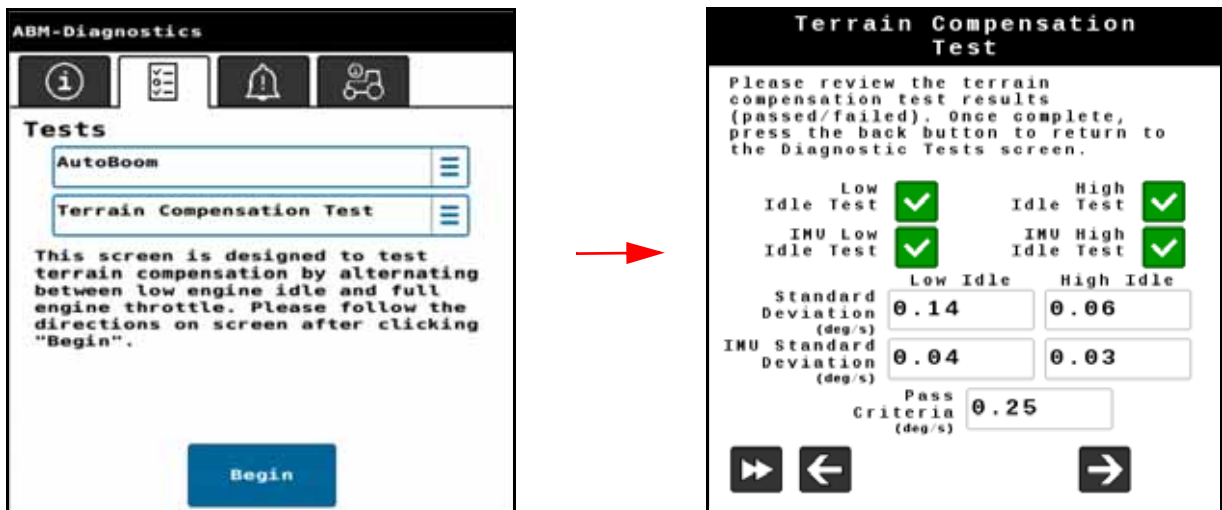 ABM-Diagnostics
Tests
AutoBoom
Terrain Compensation Test
This screen is designed to test
terrain compensation by alternating
between low engine idle and full
engine throttle. Please follow the
directions on screen after clicking
"Begin".
Begin
Terrain Compensation
Test
Please review the terrain
compensation test results
(passed/failed). Once complete,
press the back button to return to
the Diagnostic Tests screen.
Low
Idle Test
High
Idle Test
IMU Low
Idle Test
IMU High
Idle Test
Low Idle
High Idle
Standard
Deviation
(deg/s)
0.14
0.06
IMU Standard
Deviation
(deg/s)
0.04
0.03
Pass
Criteria
(deg/s)
0.25